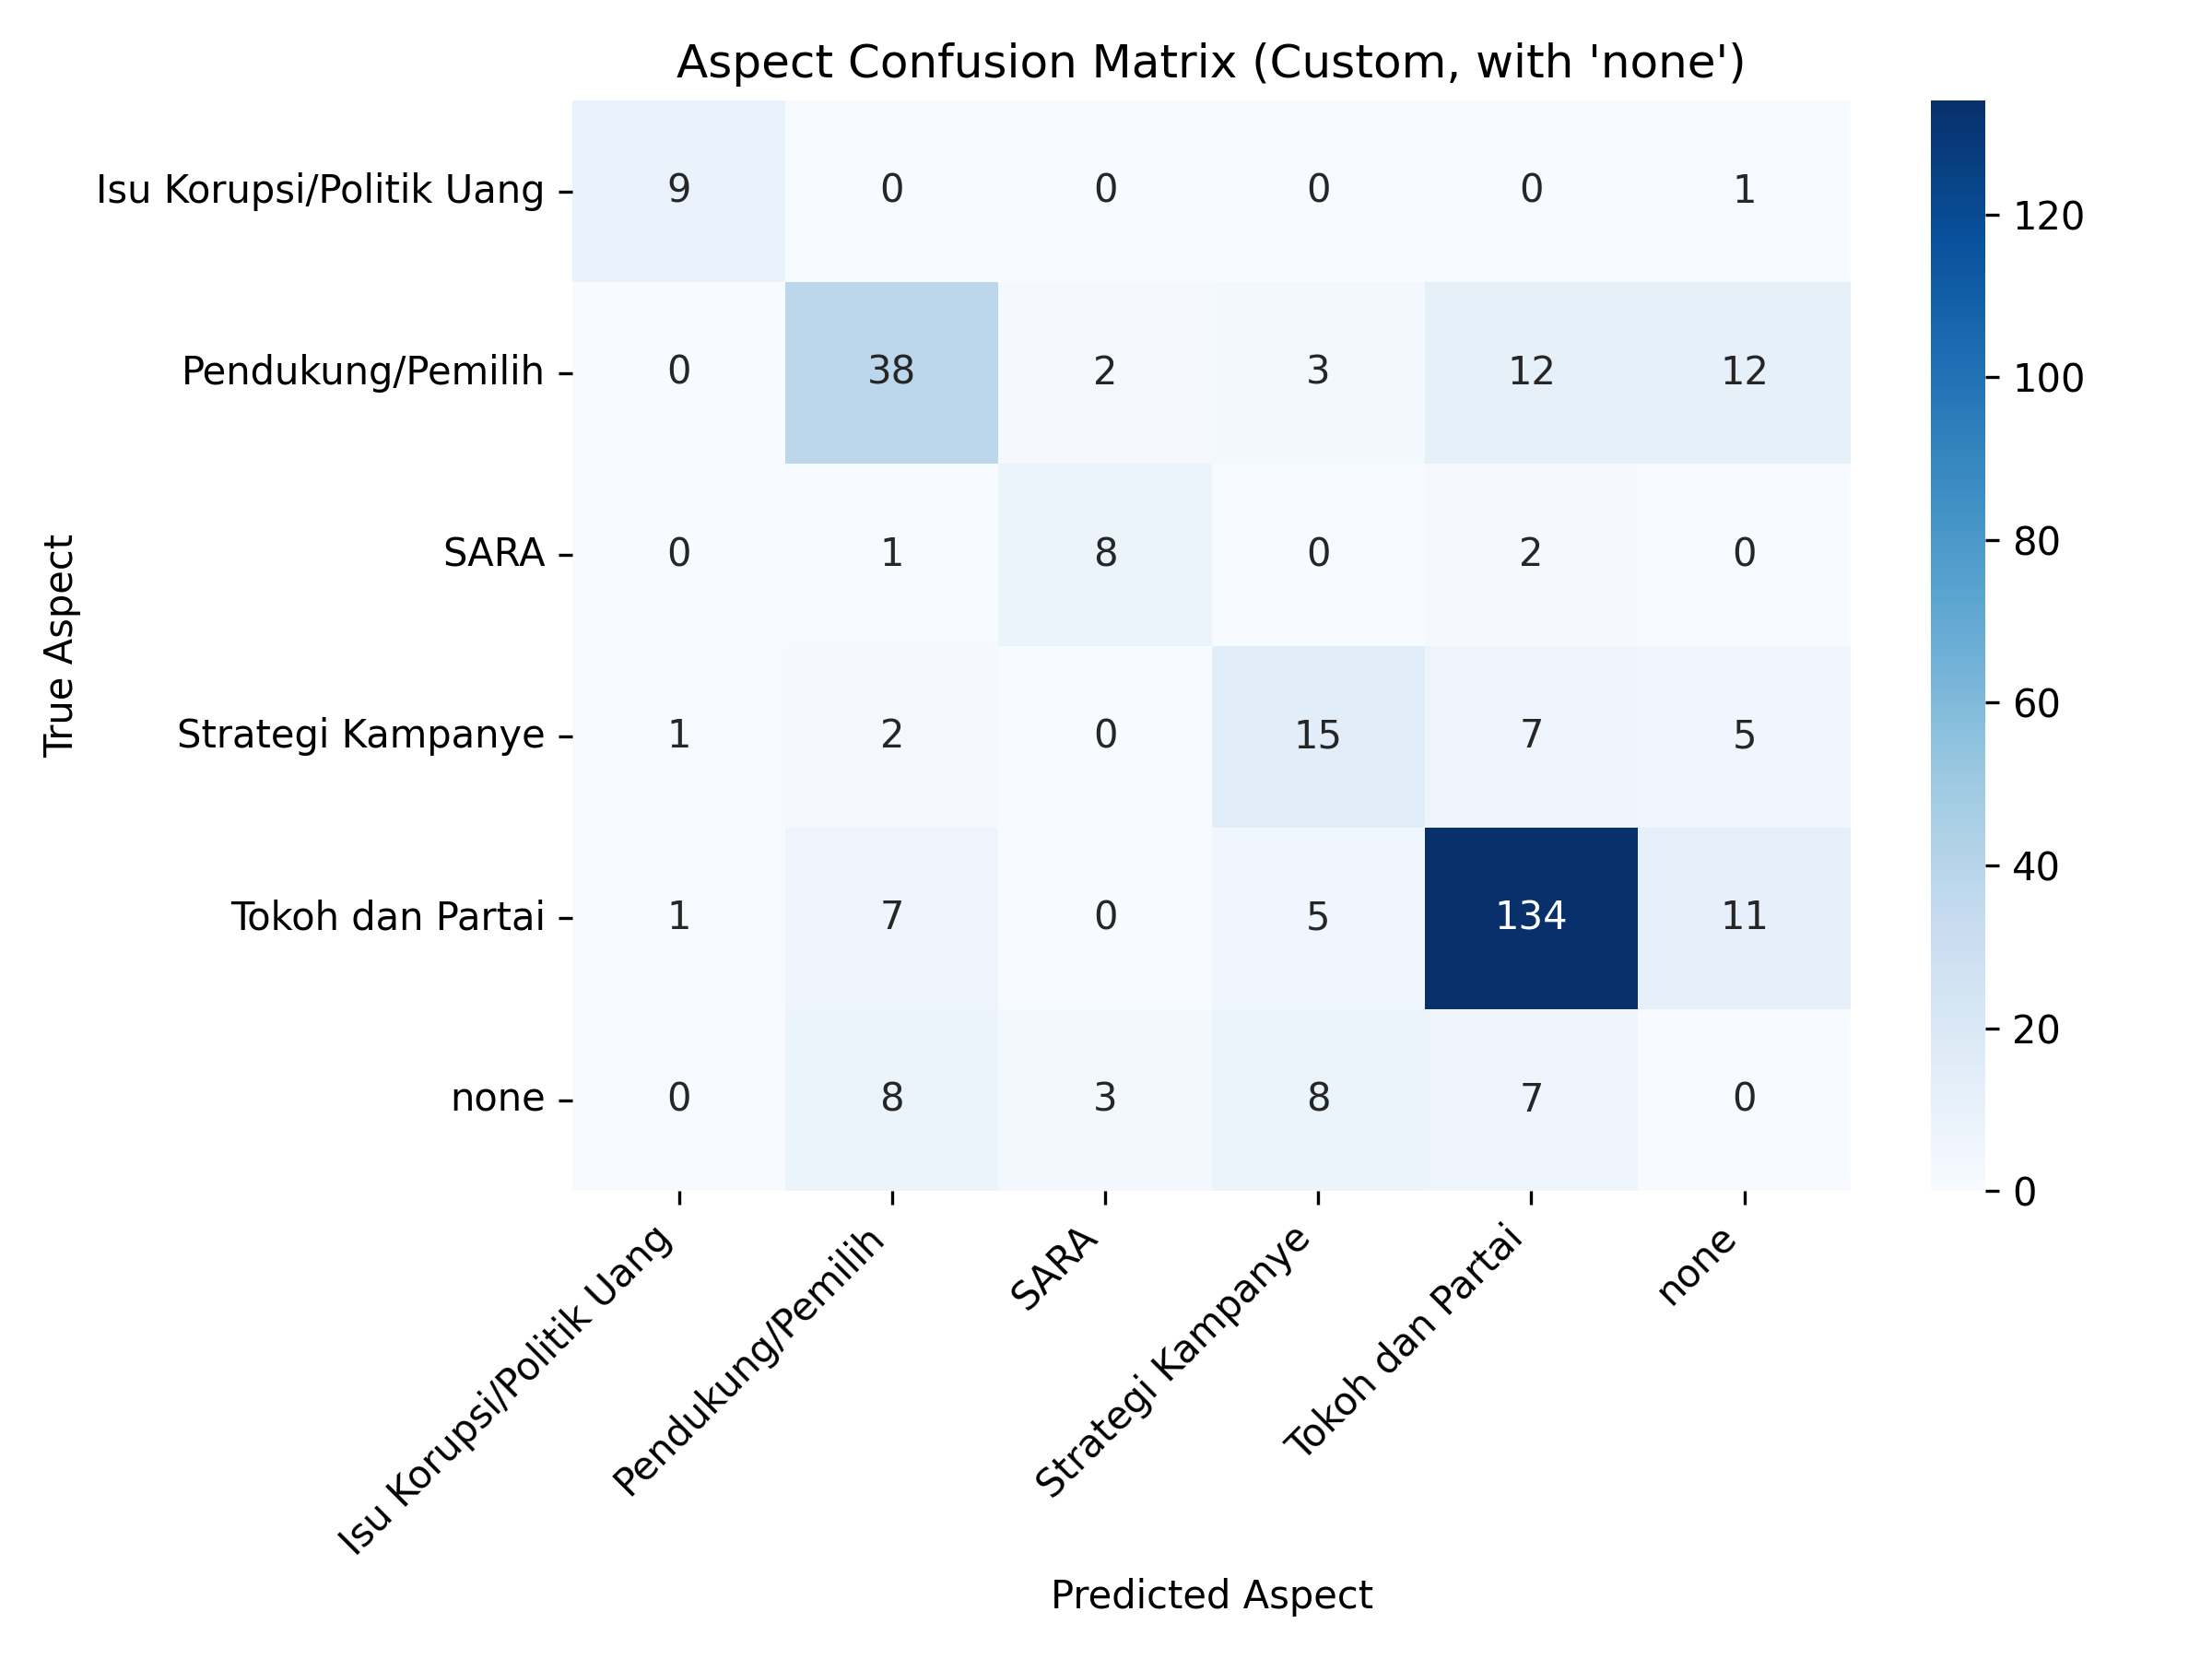 Aspect Confusion Matrix (Custom, with 'none')
Isu Korupsi/Politik Uang 9 0 0 0 0 1
Pendukung/Pemilih 0 38 2 3 12 12
SARA 0 1 8 0 2 0
Strategi Kampanye 1 2 0 15 7 5
Tokoh dan Partai 1 7 0 5 134 11
none 0 8 3 8 7 0
True Aspect
Isu Korupsi/Politik Uang
Pendukung/Pemilih
SARA
Strategi Kampanye
Tokoh dan Partai
none
Predicted Aspect
120
100
80
60
40
20
0